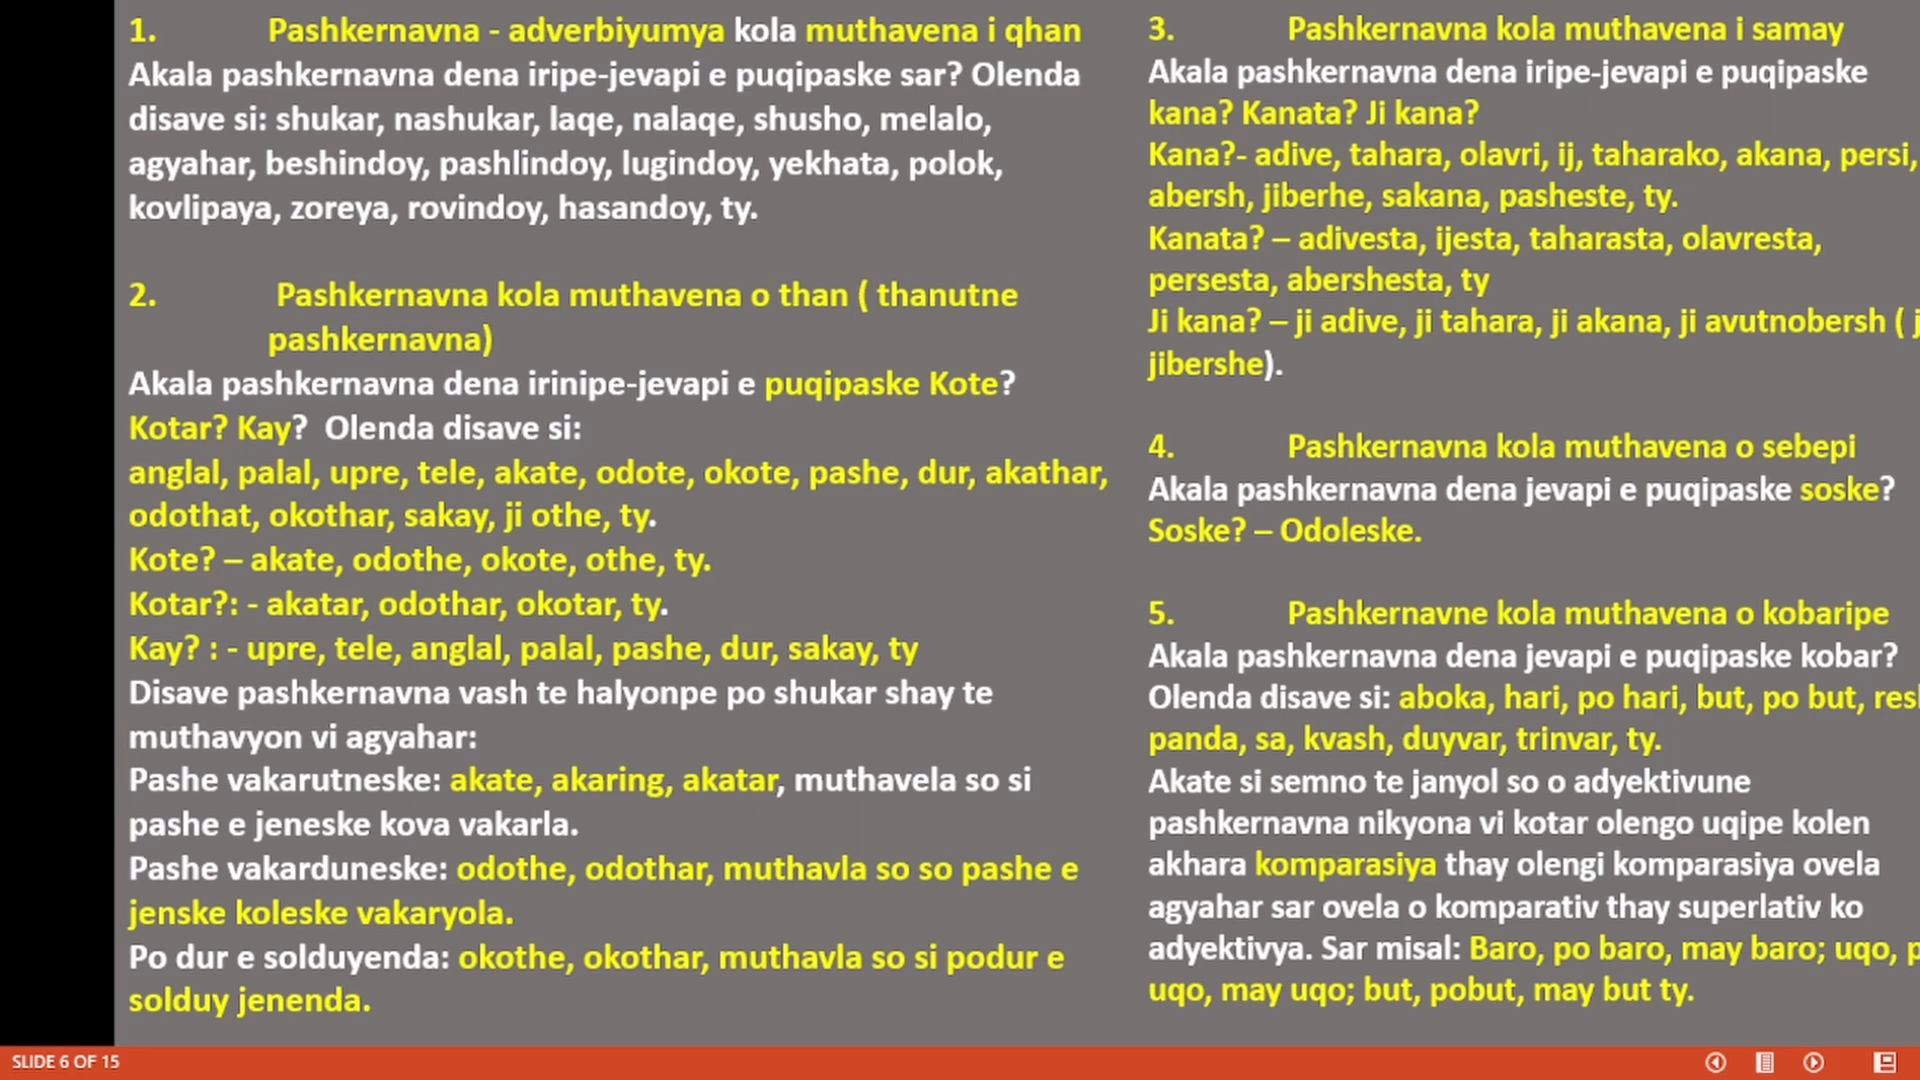 1. Pashkernavna - adverbiyumya kola muthavena i qhan
Akala pashkernavna dena iripe-jevapi e puqipaske sar? Olenda
disave si: shukar, nashukar, laqe, nalaqe, shusho, melalo,
agyahar, beshindoy, pashlindoy, lugindoy, yekhata, polok,
kovlipaya, zoreya, rovindoy, hasandoy, ty.
2. Pashkernavna kola muthavena o than ( thanutne
pashkernavna)
Akala pashkernavna dena irinipe-jevapi e puqipaske Kote?
Kotar? Kay? Olenda disave si:
anglal, palal, upre, tele, akate, odote, okote, pashe, dur, akathar,
odothat, okothar, sakay, ji othe, ty.
Kote? – akate, odothe, okote, othe, ty.
Kotar?: - akatar, odothar, okotar, ty.
Kay? : - upre, tele, anglal, palal, pashe, dur, sakay, ty
Disave pashkernavna vash te halyonpe po shukar shay te
muthavyon vi agyahar:
Pashe vakarutneske: akate, akaring, akatar, muthavela so si
pashe e jeneske kova vakarla.
Pashe vakarduneske: odothe, odothar, muthavla so so pashe e
jenske koleske vakaryola.
Po dur e solduyenda: okothe, okothar, muthavla so si podur e
solduy jenenda.
3. Pashkernavna kola muthavena i samay
Akala pashkernavna dena iripe-jevapi e puqipaske
kana? Kanata? Ji kana?
Kana?- adive, tahara, olavri, ij, taharako, akana, persi,
abersh, jiberhe, sakana, pasheste, ty.
Kanata? – adivesta, ijesta, taharasta, olavresta,
persesta, abershesta, ty
Ji kana? – ji adive, ji tahara, ji akana, ji avutnobersh (
jibershe).
4. Pashkernavna kola muthavena o sebepi
Akala pashkernavna dena jevapi e puqipaske soske?
Soske? – Odoleske.
5. Pashkernavne kola muthavena o kobaripe
Akala pashkernavna dena jevapi e puqipaske kobar?
Olenda disave si: aboka, hari, po hari, but, po but,
panda, sa, kvash, duyvar, trinvar, ty.
Akate si semno te janyol so o adyektivune
pashkernavna nikyona vi kotar olengo uqipe kolen
akhara komparasiya thay olengi komparasiya ovela
agyahar sar ovela o komparativ thay superlativ ko
adyektivya. Sar misal: Baro, po baro, may baro; uqo,
uqo, may uqo; but, pobut, may but ty.
SLIDE 6 OF 15